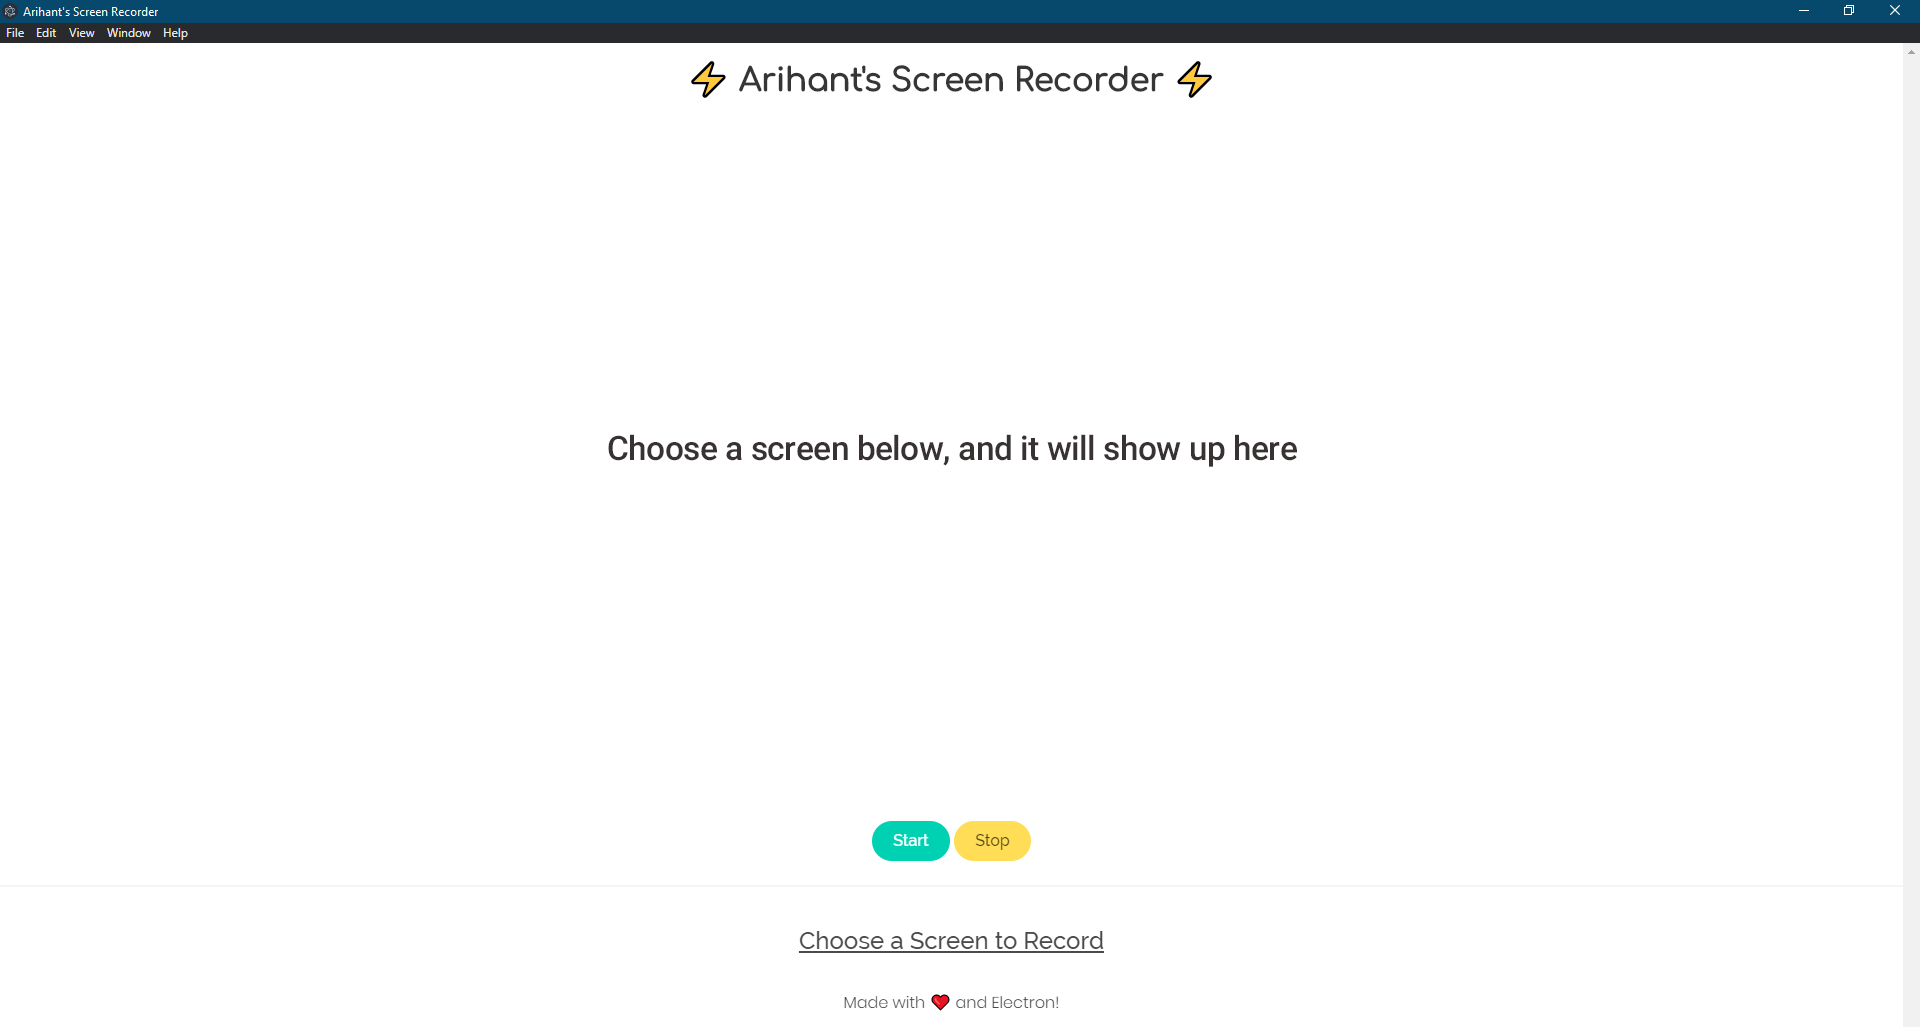 Arihant's Screen Recorder
File Edit View Window Help
⚡ Arihant's Screen Recorder ⚡
Choose a screen below, and it will show up here
Start Stop
Choose a Screen to Record
Made with ❤️ and Electron!